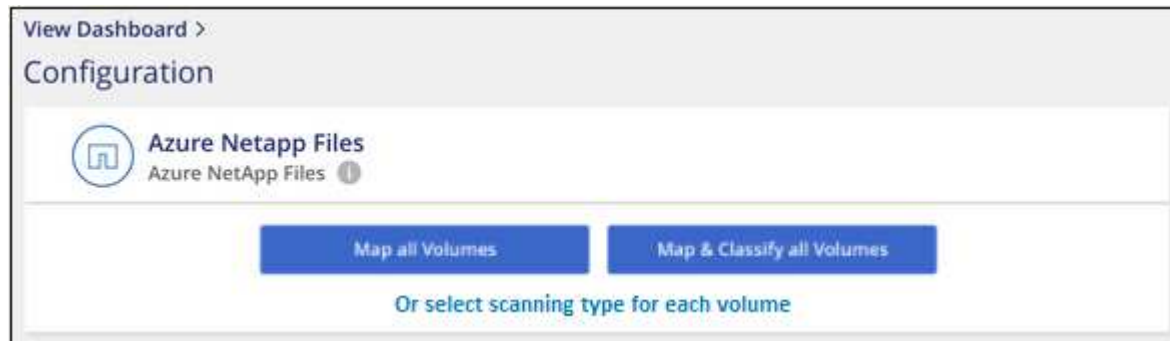 View Dashboard >
Configuration
Azure Netapp Files
Azure NetApp Files i
Map all Volumes
Map & Classify all Volumes
Or select scanning type for each volume